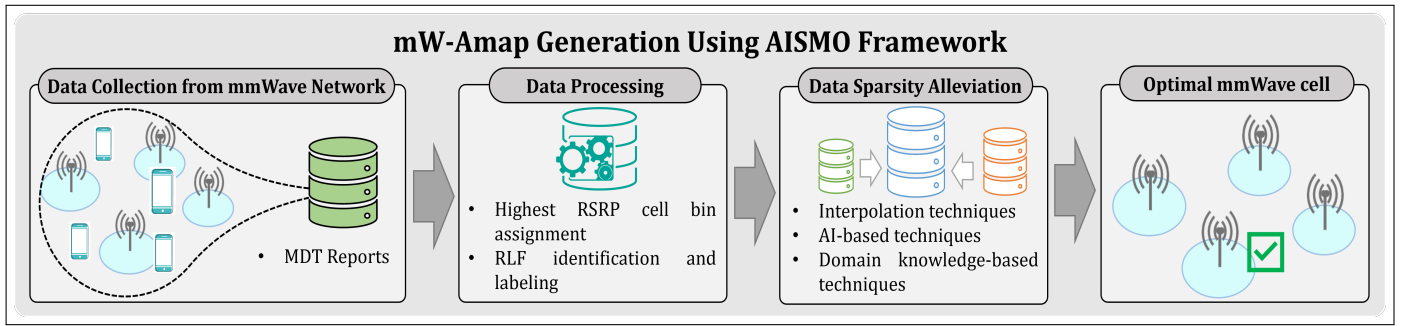 mW-Amap Generation Using AISMO Framework
Data Collection from mmWave Network
• MDT Reports
Data Processing
• Highest RSRP cell bin
assignment
• RLF identification and
labeling
Data Sparsity Alleviation
• Interpolation techniques
• AI-based techniques
• Domain knowledge-based
techniques
Optimal mmWave cell